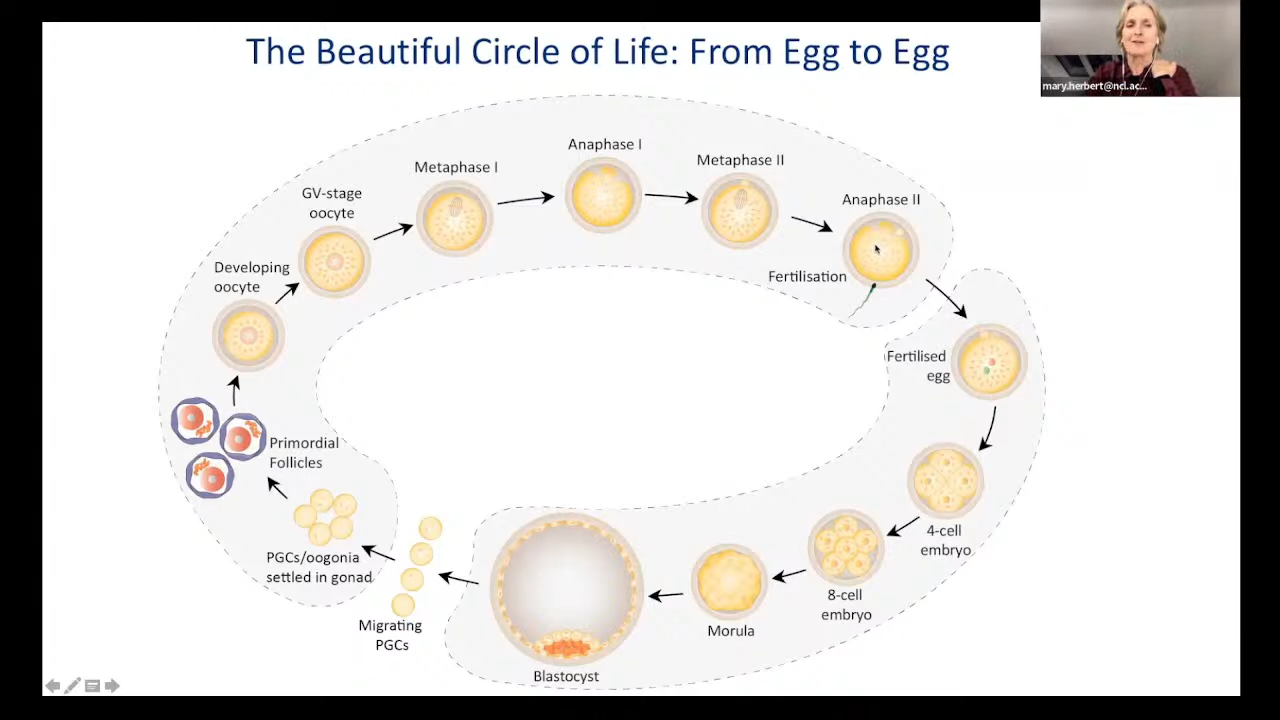 The Beautiful Circle of Life: From Egg to Egg
mary.herbert@ncl.ac...
Anaphase I
Metaphase I
Metaphase II
GV-stage
oocyte
Anaphase II
Developing
oocyte
Fertilisation
Fertilised
egg
Primordial
Follicles
4-cell
embryo
PGCs/oogonia
settled in gonad
8-cell
embryo
Migrating
PGCs
Morula
Blastocyst